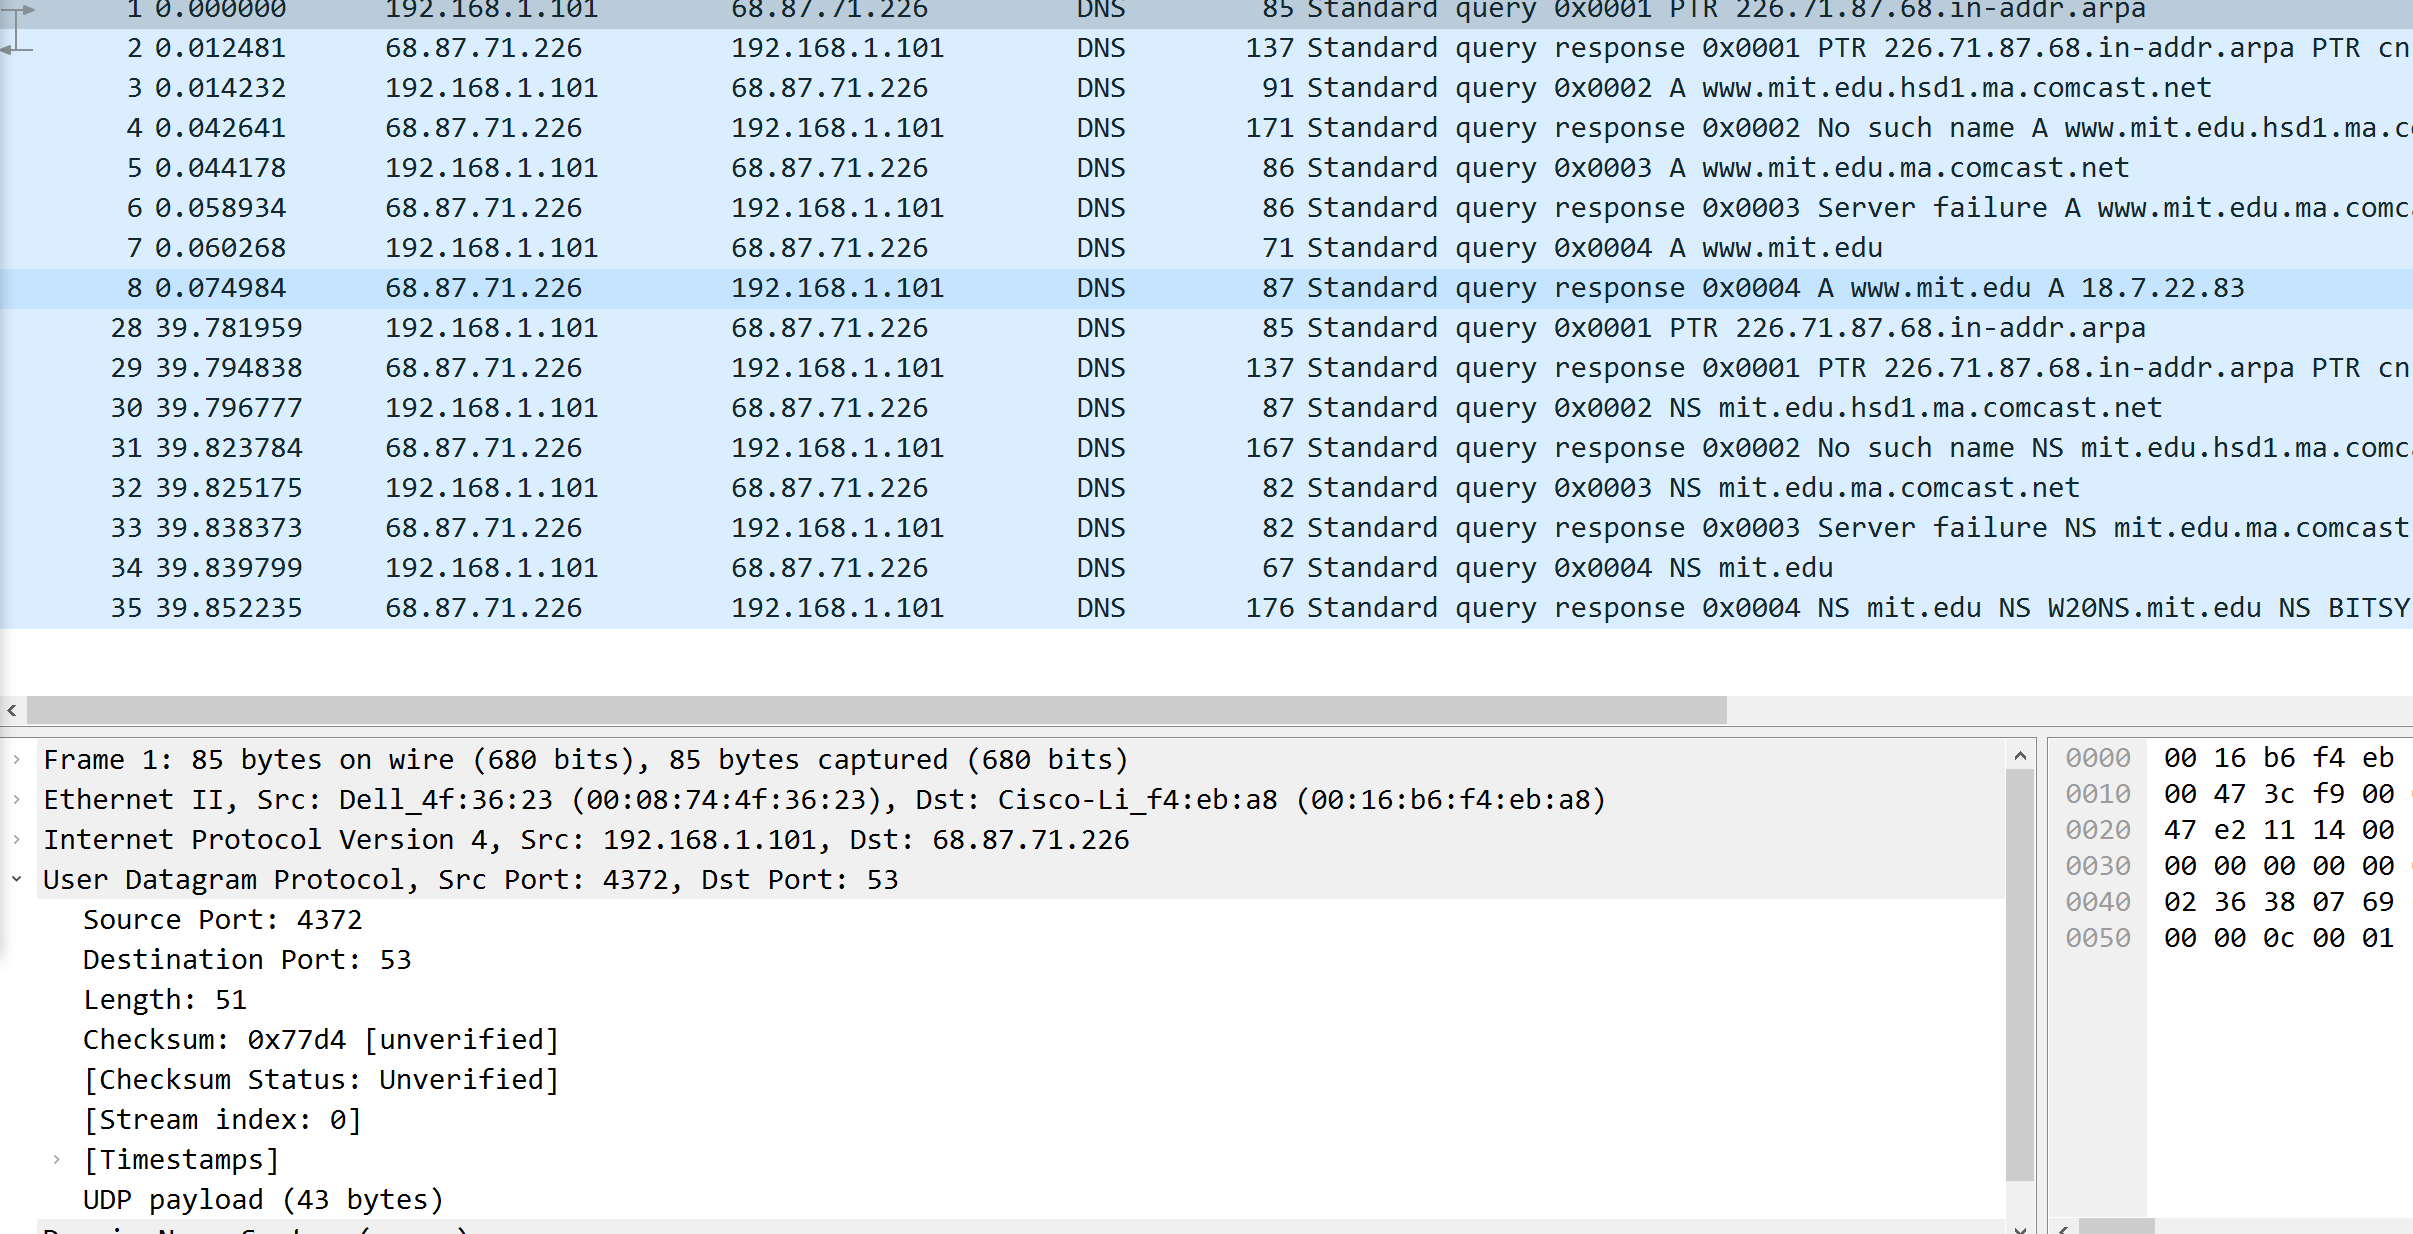 1 0.000000 192.168.1.101 68.87.71.226 DNS 85 Standard query 0x0001 PTR 226.71.87.68.in-addr.arpa
2 0.012481 68.87.71.226 192.168.1.101 DNS 137 Standard query response 0x0001 PTR 226.71.87.68.in-addr.arpa PTR cn
3 0.014232 192.168.1.101 68.87.71.226 DNS 91 Standard query 0x0002 A www.mit.edu.hsd1.ma.comcast.net
4 0.042641 68.87.71.226 192.168.1.101 DNS 171 Standard query response 0x0002 No such name A www.mit.edu.hsd1.ma.c
5 0.044178 192.168.1.101 68.87.71.226 DNS 86 Standard query 0x0003 A www.mit.edu.ma.comcast.net
6 0.058934 68.87.71.226 192.168.1.101 DNS 86 Standard query response 0x0003 Server failure A www.mit.edu.ma.comc
7 0.060268 192.168.1.101 68.87.71.226 DNS 71 Standard query 0x0004 A www.mit.edu
8 0.074984 68.87.71.226 192.168.1.101 DNS 87 Standard query response 0x0004 A www.mit.edu A 18.7.22.83
28 39.781959 192.168.1.101 68.87.71.226 DNS 85 Standard query 0x0001 PTR 226.71.87.68.in-addr.arpa
29 39.794838 68.87.71.226 192.168.1.101 DNS 137 Standard query response 0x0001 PTR 226.71.87.68.in-addr.arpa PTR cn
30 39.796777 192.168.1.101 68.87.71.226 DNS 87 Standard query 0x0002 NS mit.edu.hsd1.ma.comcast.net
31 39.823784 68.87.71.226 192.168.1.101 DNS 167 Standard query response 0x0002 No such name NS mit.edu.hsd1.ma.comc
32 39.825175 192.168.1.101 68.87.71.226 DNS 82 Standard query 0x0003 NS mit.edu.ma.comcast.net
33 39.838373 68.87.71.226 192.168.1.101 DNS 82 Standard query response 0x0003 Server failure NS mit.edu.ma.comcast
34 39.839799 192.168.1.101 68.87.71.226 DNS 67 Standard query 0x0004 NS mit.edu
35 39.852235 68.87.71.226 192.168.1.101 DNS 176 Standard query response 0x0004 NS mit.edu NS W20NS.mit.edu NS BITSY
Frame 1: 85 bytes on wire (680 bits), 85 bytes captured (680 bits)
Ethernet II, Src: Dell_4f:36:23 (00:08:74:4f:36:23), Dst: Cisco-Li_f4:eb:a8 (00:16:b6:f4:eb:a8)
Internet Protocol Version 4, Src: 192.168.1.101, Dst: 68.87.71.226
User Datagram Protocol, Src Port: 4372, Dst Port: 53
Source Port: 4372
Destination Port: 53
Length: 51
Checksum: 0x77d4 [unverified]
[Checksum Status: Unverified]
[Stream index: 0]
[Timestamps]
UDP payload (43 bytes)
0000 00 16 b6 f4 eb
0010 00 47 3c f9 00
0020 47 e2 11 14 00
0030 00 00 00 00 00
0040 02 36 38 07 69
0050 00 00 0c 00 01